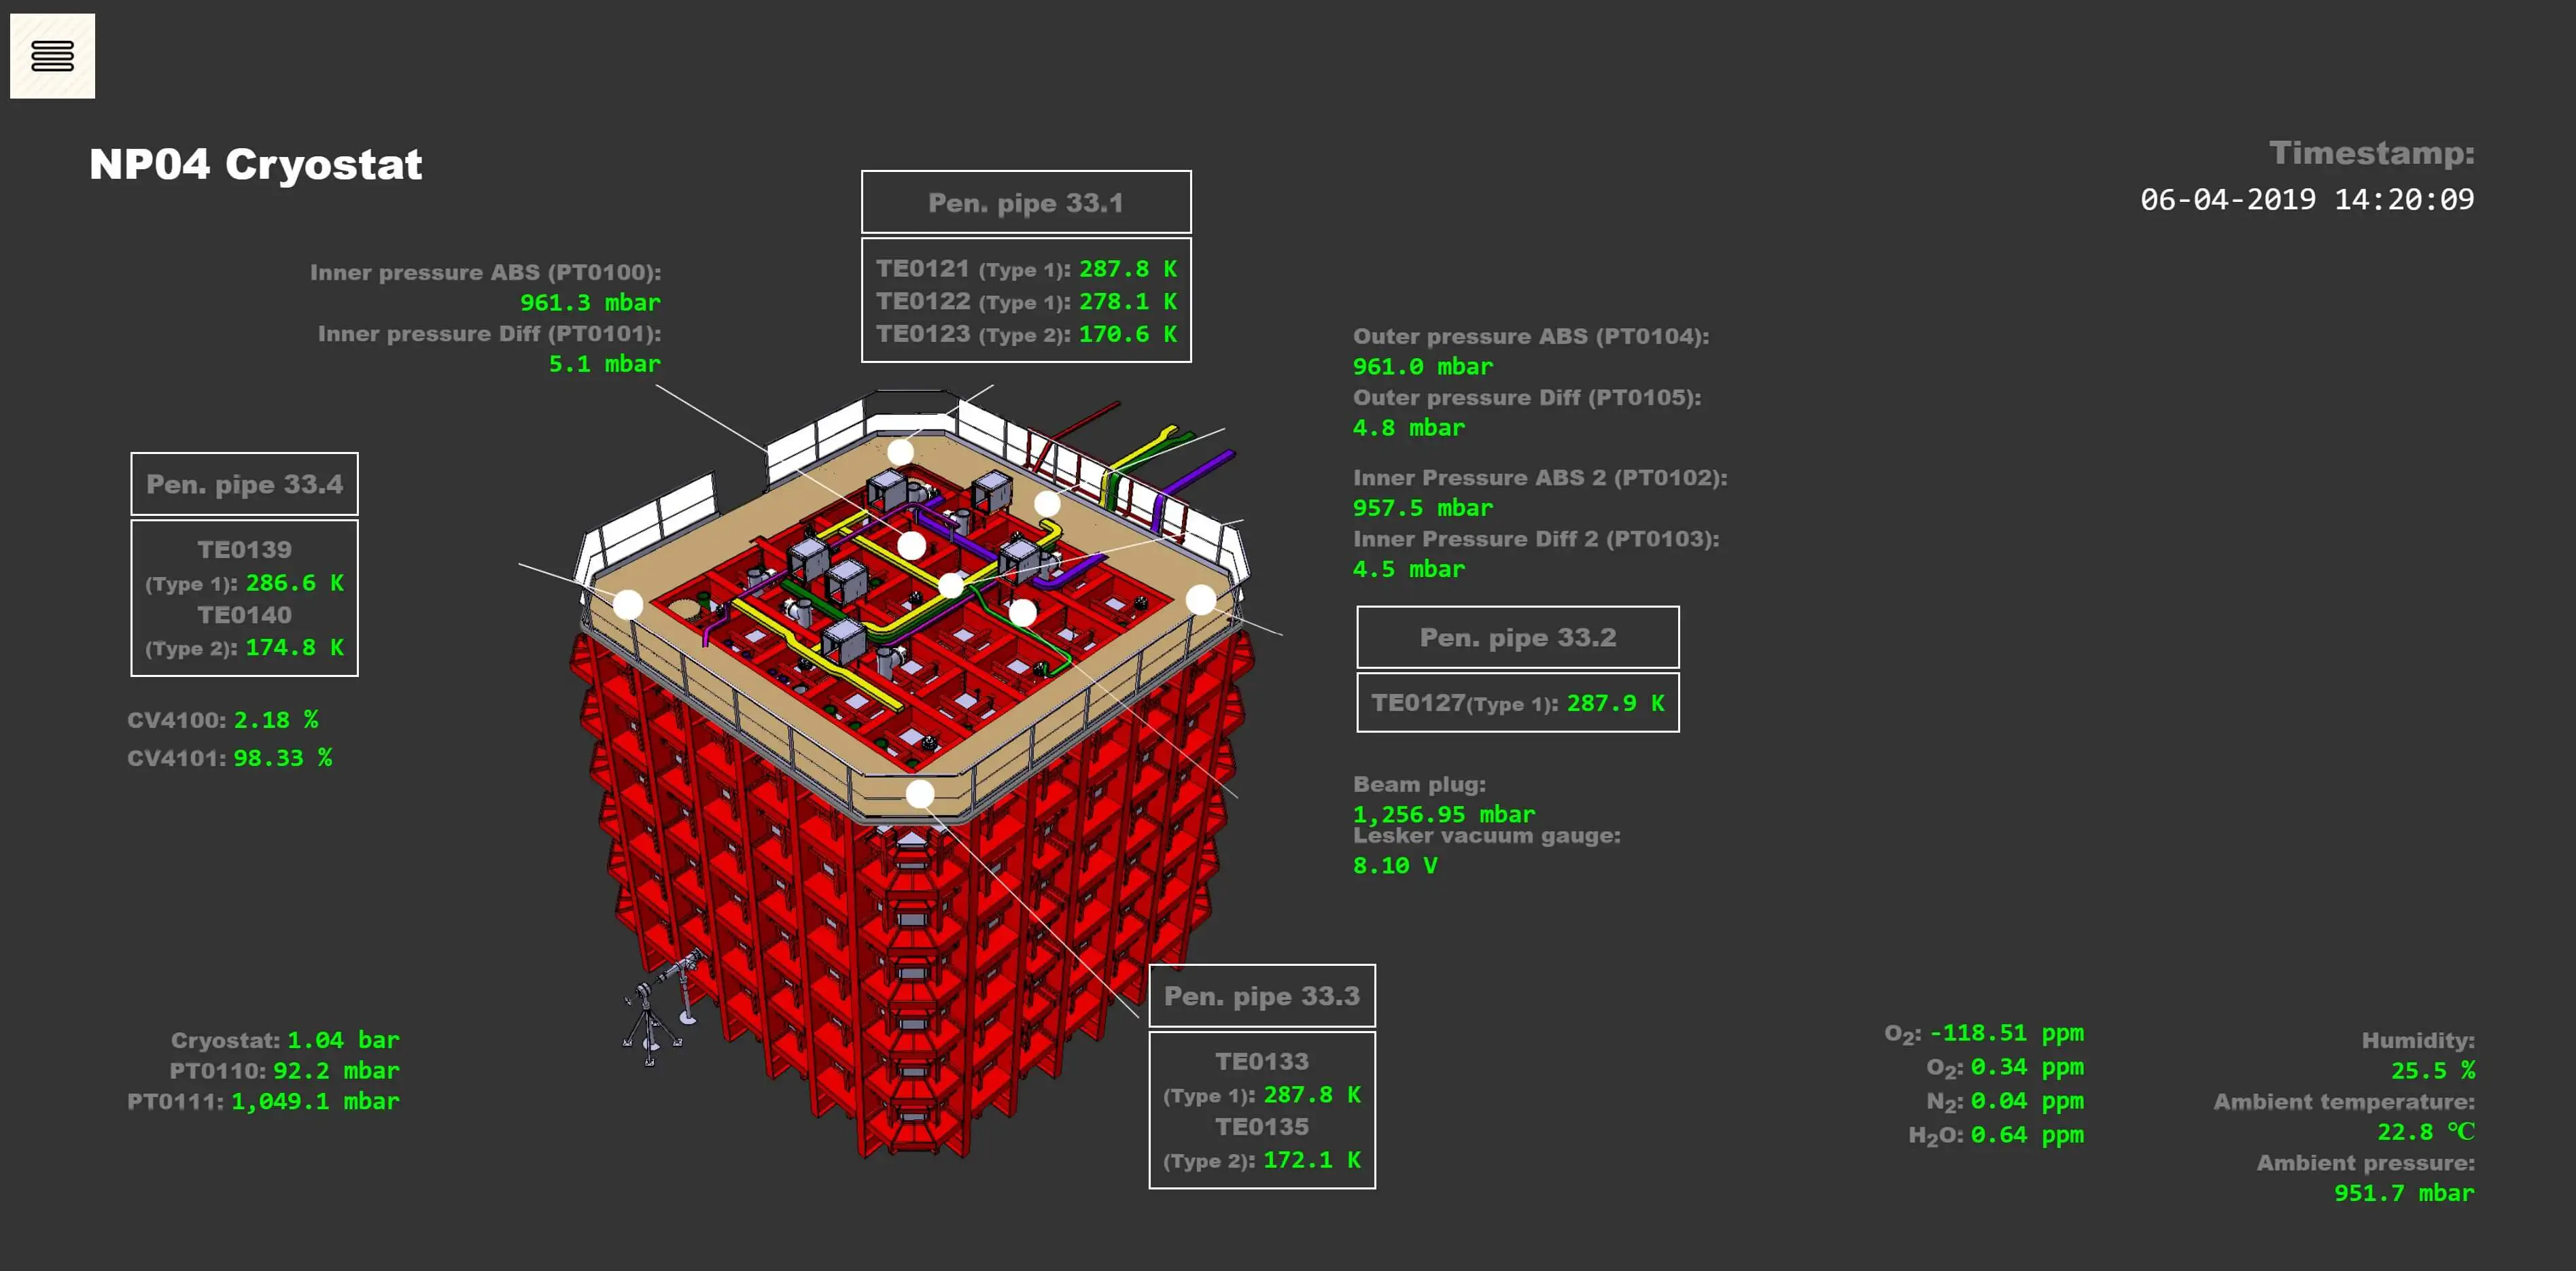 NP04 Cryostat
Timestamp:
06-04-2019 14:20:09
Pen. pipe 33.1
TE0121 (Type 1): 287.8 K
TE0122 (Type 1): 278.1 K
TE0123 (Type 2): 170.6 K
Inner pressure ABS (PT0100):
961.3 mbar
Inner pressure Diff (PT0101):
5.1 mbar
Outer pressure ABS (PT0104):
961.0 mbar
Outer pressure Diff (PT0105):
4.8 mbar
Inner Pressure ABS 2 (PT0102):
957.5 mbar
Inner Pressure Diff 2 (PT0103):
4.5 mbar
Pen. pipe 33.4
TE0139
(Type 1): 286.6 K
TE0140
(Type 2): 174.8 K
CV4100: 2.18 %
CV4101: 98.33 %
Pen. pipe 33.2
TE0127(Type 1): 287.9 K
Beam plug:
1,256.95 mbar
Lesker vacuum gauge:
8.10 V
Pen. pipe 33.3
TE0133
(Type 1): 287.8 K
TE0135
(Type 2): 172.1 K
Cryostat: 1.04 bar
PT0110: 92.2 mbar
PT0111: 1,049.1 mbar
O2: -118.51 ppm
O2: 0.34 ppm
N2: 0.04 ppm
H2O: 0.64 ppm
Humidity:
25.5 %
Ambient temperature:
22.8 °C
Ambient pressure:
951.7 mbar